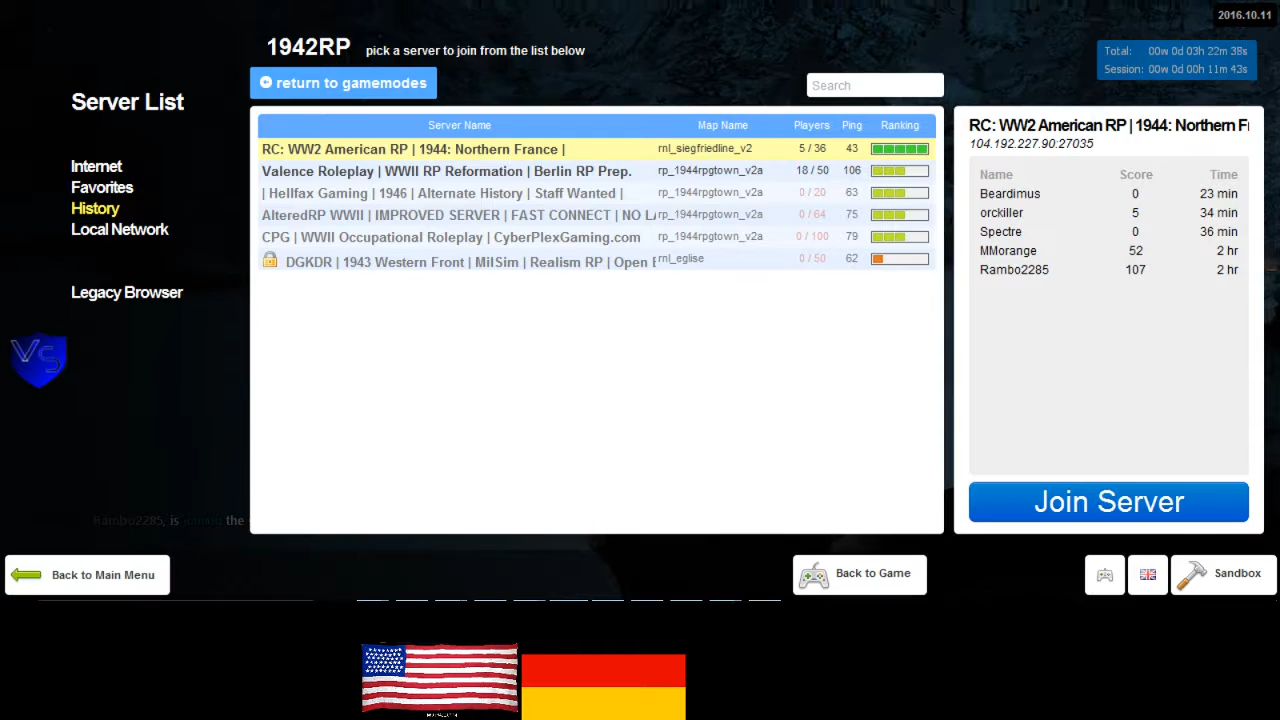 2016.10.11
1942RP pick a server to join from the list below
Total: 00w 0d 03h 22m 38s
Session: 00w 0d 00h 11m 43s
return to gamemodes
Search
Server List
Internet
Favorites
History
Local Network
Legacy Browser
VS
Server Name Map Name Players Ping Ranking
RC: WW2 American RP | 1944: Northern France | rnl_siegfriedline_v2 5 / 36 43
Valence Roleplay | WWII RP Reformation | Berlin RP Prep. rp_1944rpgtown_v2a 18 / 50 106
| Hellfax Gaming | 1946 | Alternate History | Staff Wanted | rp_1944rpgtown_v2a 0 / 20 63
AlteredRP WWII | IMPROVED SERVER | FAST CONNECT | NO LA rp_1944rpgtown_v2a 0 / 64 75
CPG | WWII Occupational Roleplay | CyberPlexGaming.com rp_1944rpgtown_v2a 0 / 100 79
DGKDR | 1943 Western Front | MilSim | Realism RP | Open E rnl_eglise 0 / 50 62
RC: WW2 American RP | 1944: Northern Fr
104.192.227.90:27035
Name Score Time
Beardimus 0 23 min
orckiller 5 34 min
Spectre 0 36 min
MMorange 52 2 hr
Rambo2285 107 2 hr
Join Server
Rambo2285, is joining the
Back to Main Menu
Back to Game
Sandbox